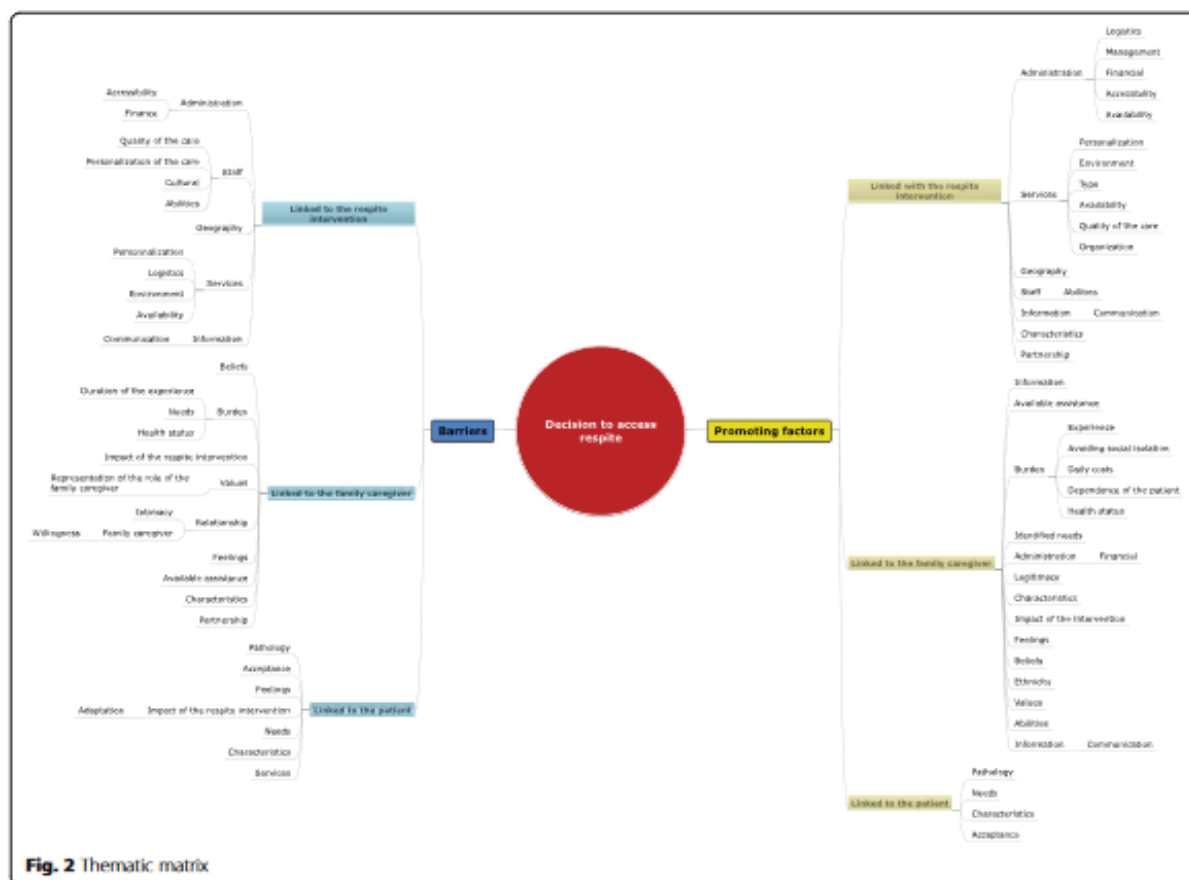 Accessibility
Finance
Administration
Quality of the care
Personalization of the care
Cultural
Abilities
Staff
Linked to the respite
intervention
Geography
Personnalization
Logistics
Environment
Availability
Services
Communication
Information
Beliefs
Duration of the experience
Needs
Health status
Burden
Impact of the respite intervention
Representation of the role of the
family caregiver
Values
Linked to the family caregiver
Intimacy
Willingness
Family caregiver
Relationship
Feelings
Available assistance
Characteristics
Partnership
Pathology
Acceptance
Feelings
Adaptation
Impact of the respite intervention
Linked to the patient
Needs
Characteristics
Services
Barriers
Decision to access
respite
Promoting factors
Linked with the respite
intervention
Administration
Logistics
Management
Financial
Accessibility
Availability
Services
Personalization
Environment
Type
Availability
Quality of the care
Organization
Geography
Staff
Abilities
Information
Communication
Characteristics
Partnership
Linked to the family caregiver
Information
Available assistance
Burden
Experience
Avoiding social isolation
Daily costs
Dependence of the patient
Health status
Identified needs
Administration
Financial
Legitimacy
Characteristics
Impact of the intervention
Feelings
Beliefs
Ethnicity
Values
Abilities
Information
Communication
Linked to the patient
Pathology
Needs
Characteristics
Acceptance
Fig. 2 Thematic matrix